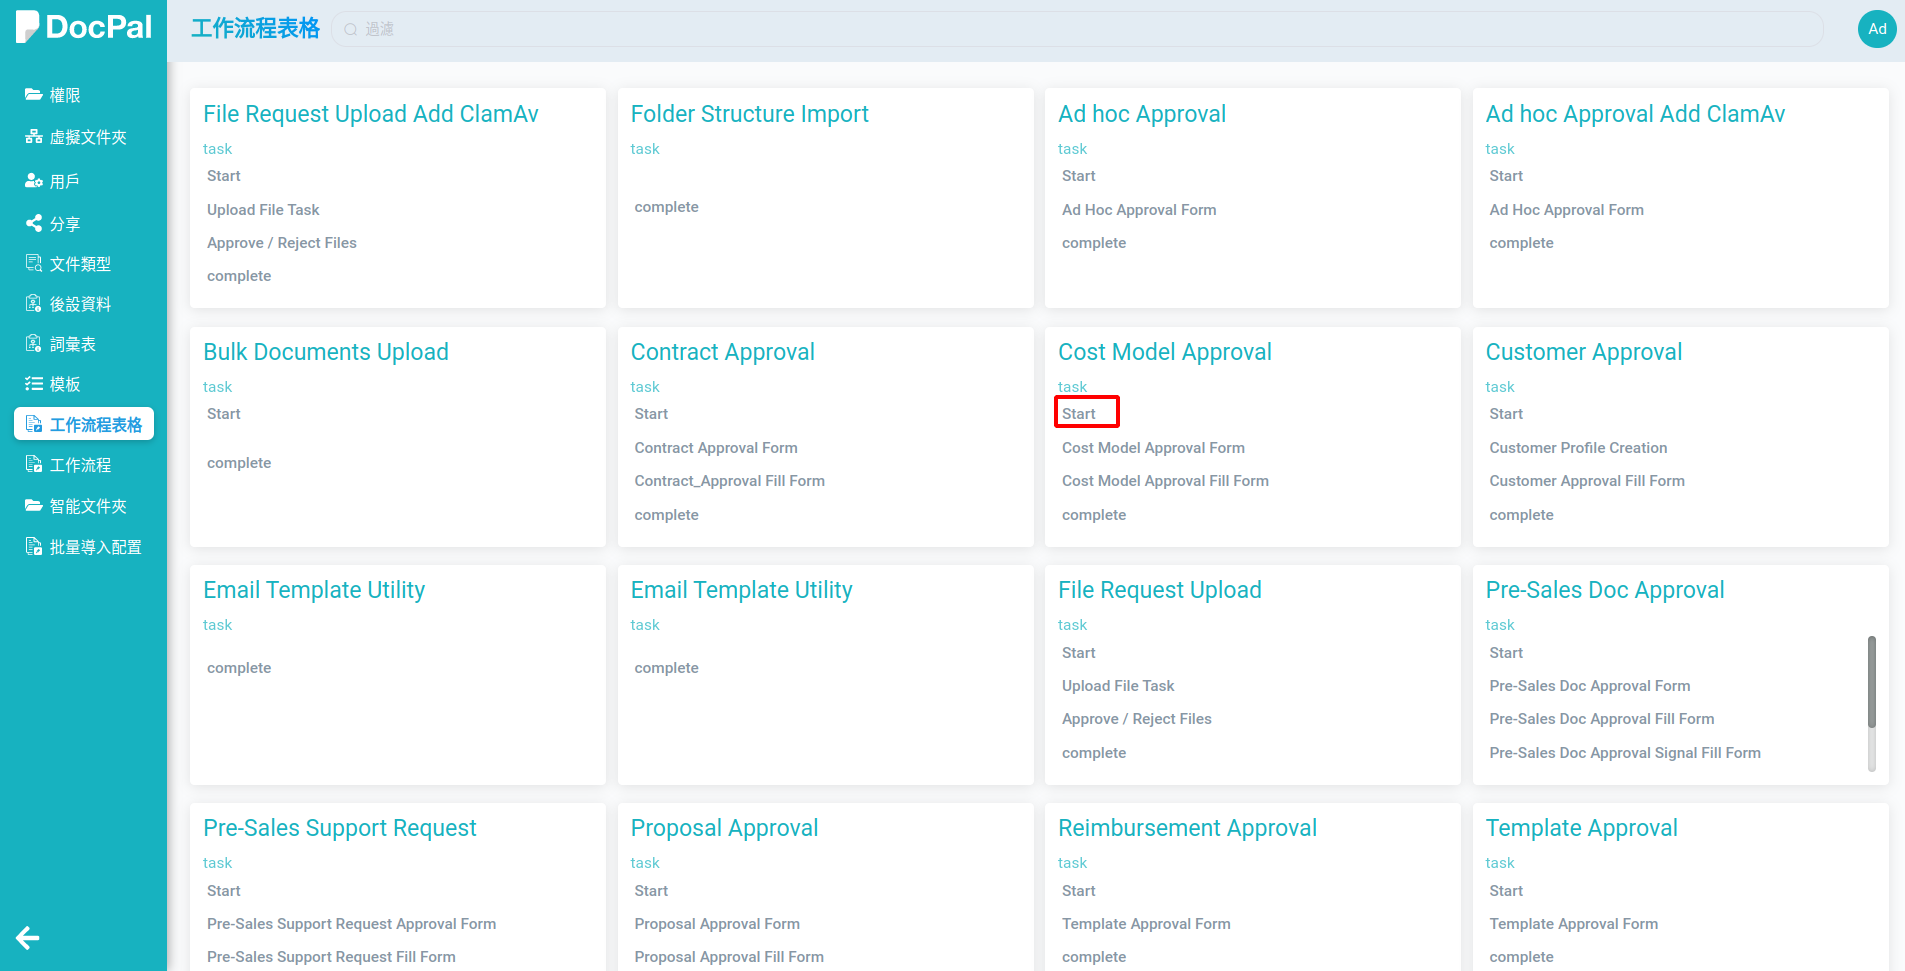 DocPal
權限
虛擬文件夾
用戶
分享
文件類型
後設資料
詞彙表
模板
工作流程表格
工作流程
智能文件夾
批量導入配置
工作流程表格
過濾
Ad
File Request Upload Add ClamAv
task
Start
Upload File Task
Approve / Reject Files
complete
Folder Structure Import
task
complete
Ad hoc Approval
task
Start
Ad Hoc Approval Form
complete
Ad hoc Approval Add ClamAv
task
Start
Ad Hoc Approval Form
complete
Bulk Documents Upload
task
Start
complete
Contract Approval
task
Start
Contract Approval Form
Contract_Approval Fill Form
complete
Cost Model Approval
task
Start
Cost Model Approval Form
Cost Model Approval Fill Form
complete
Customer Approval
task
Start
Customer Profile Creation
Customer Approval Fill Form
complete
Email Template Utility
task
complete
Email Template Utility
task
complete
File Request Upload
task
Start
Upload File Task
Approve / Reject Files
complete
Pre-Sales Doc Approval
task
Start
Pre-Sales Doc Approval Form
Pre-Sales Doc Approval Fill Form
Pre-Sales Doc Approval Signal Fill Form
Pre-Sales Support Request
task
Start
Pre-Sales Support Request Approval Form
Pre-Sales Support Request Fill Form
Proposal Approval
task
Start
Proposal Approval Form
Proposal Approval Fill Form
Reimbursement Approval
task
Start
Template Approval Form
complete
Template Approval
task
Start
Template Approval Form
complete